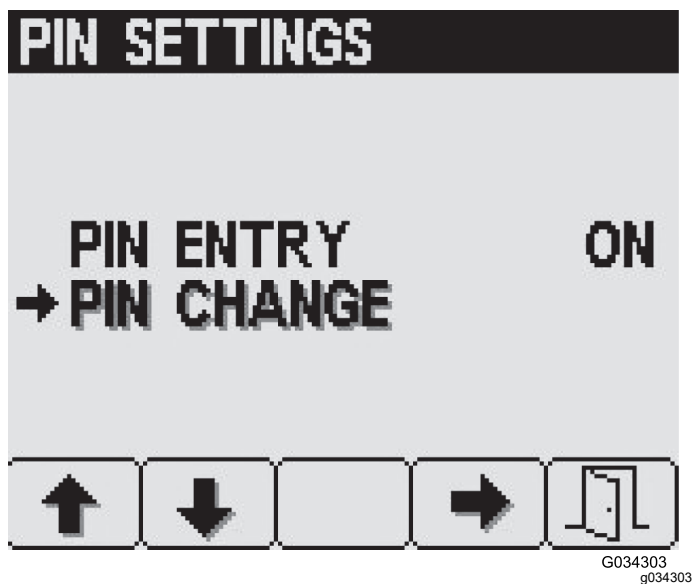 PIN SETTINGS
PIN ENTRY ON
PIN CHANGE
G034303
g034303